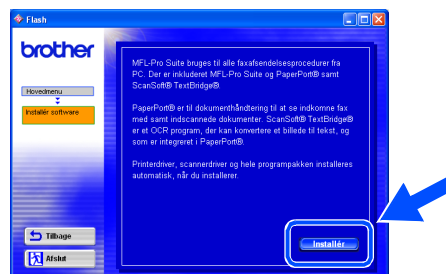 Flash
brother
Hovedmenu
Installér software
MFL-Pro Suite bruges til alle faxafsendelsesprocedurer fra
PC. Der er inkluderet MFL-Pro Suite og PaperPort® samt
ScanSoft® TextBridge®.
PaperPort® er til dokumenthåndtering til at se indkomne fax
med samt indscannede dokumenter. ScanSoft® TextBridge®
er et OCR program, der kan konvertere et billede til tekst, og
som er integreret i PaperPort®.
Printerdriver, scannerdriver og hele programpakken installeres
automatisk, når du installerer.
Installér
Tilbage
Afslut